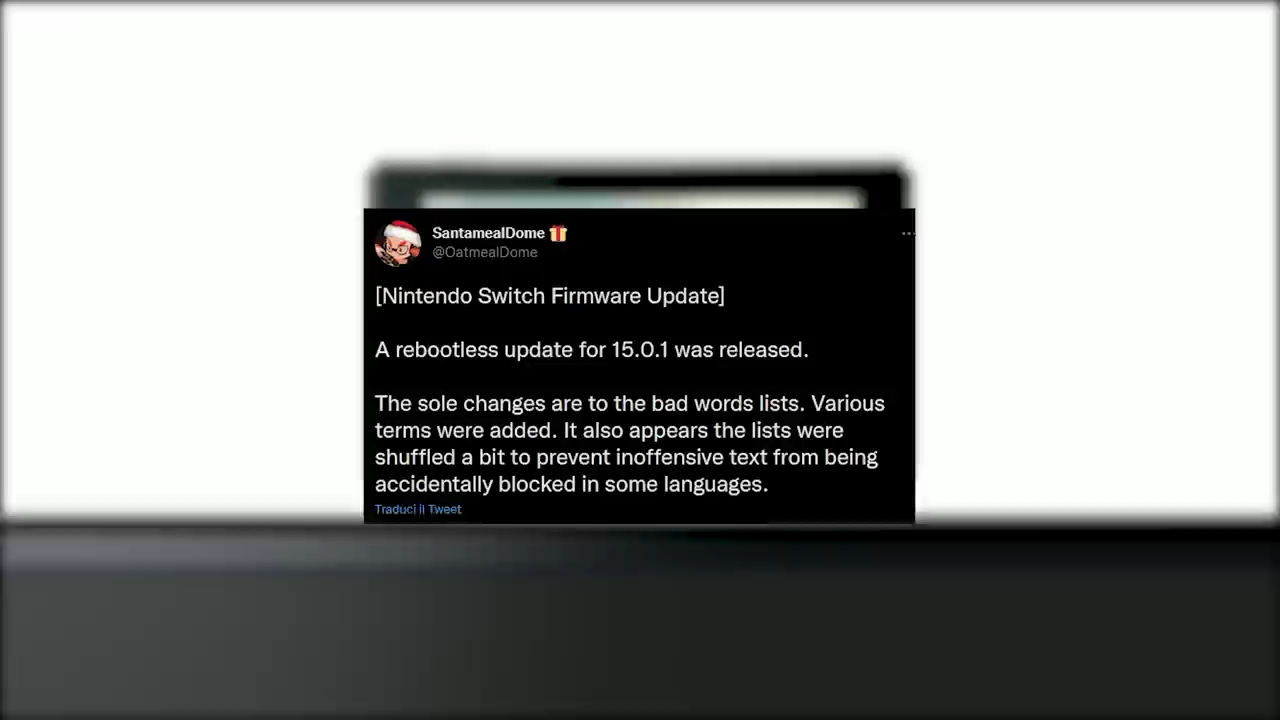 SantamealDome 🎁
@OatmealDome
[Nintendo Switch Firmware Update]
A rebootless update for 15.0.1 was released.
The sole changes are to the bad words lists. Various
terms were added. It also appears the lists were
shuffled a bit to prevent inoffensive text from being
accidentally blocked in some languages.
Traduci il Tweet